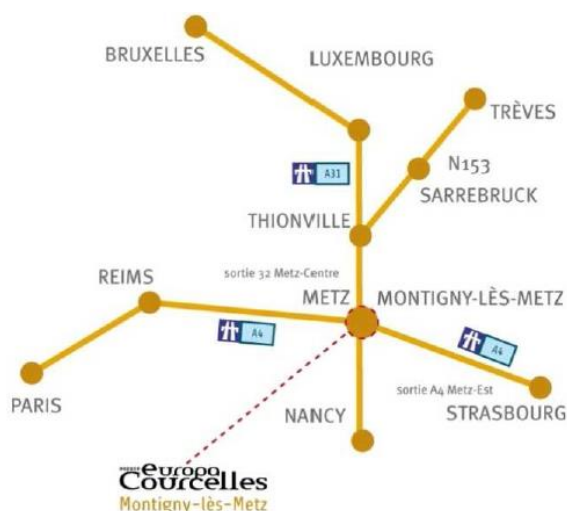 BRUXELLES
LUXEMBOURG
TRÈVES
A31
N153
SARREBRUCK
THIONVILLE
REIMS
sortie 32 Metz-Centre
METZ
MONTIGNY-LÈS-METZ
A4
A4
PARIS
NANCY
sortie A4 Metz-Est
STRASBOURG
europa
Courcelles
Montigny-lès-Metz